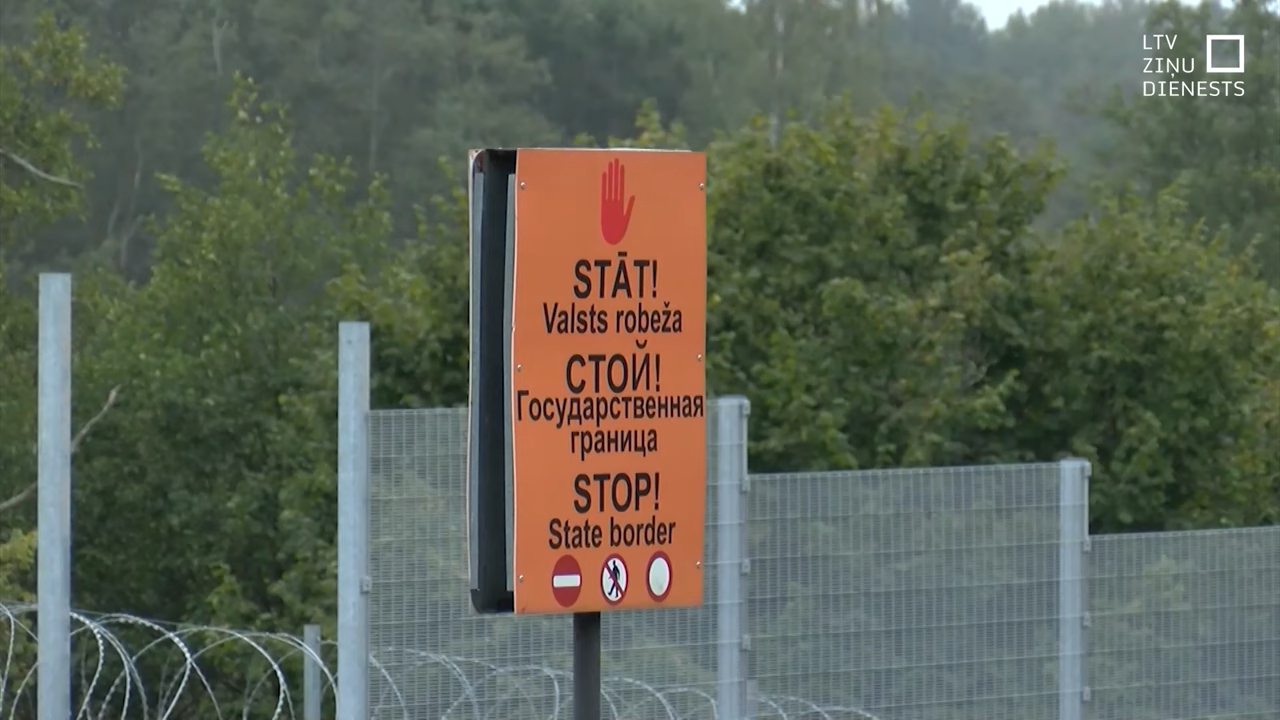 LTV
ZIŅU
DIENESTS
STĀT!
Valsts robeža
СТОЙ!
Государственная
граница
STOP!
State border